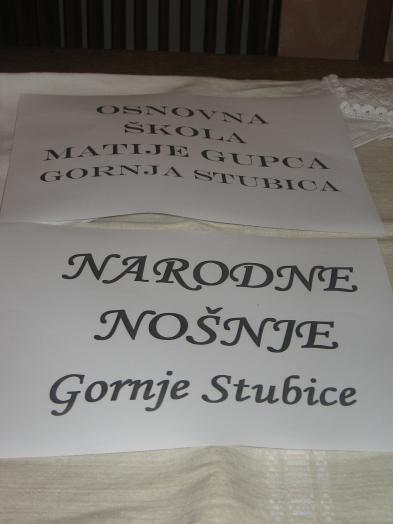 OSNOVNA
ŠKOLA
MATIJE GUPCA
GORNJA STUBICA
NARODNE
NOŠNJE
Gornje Stubice